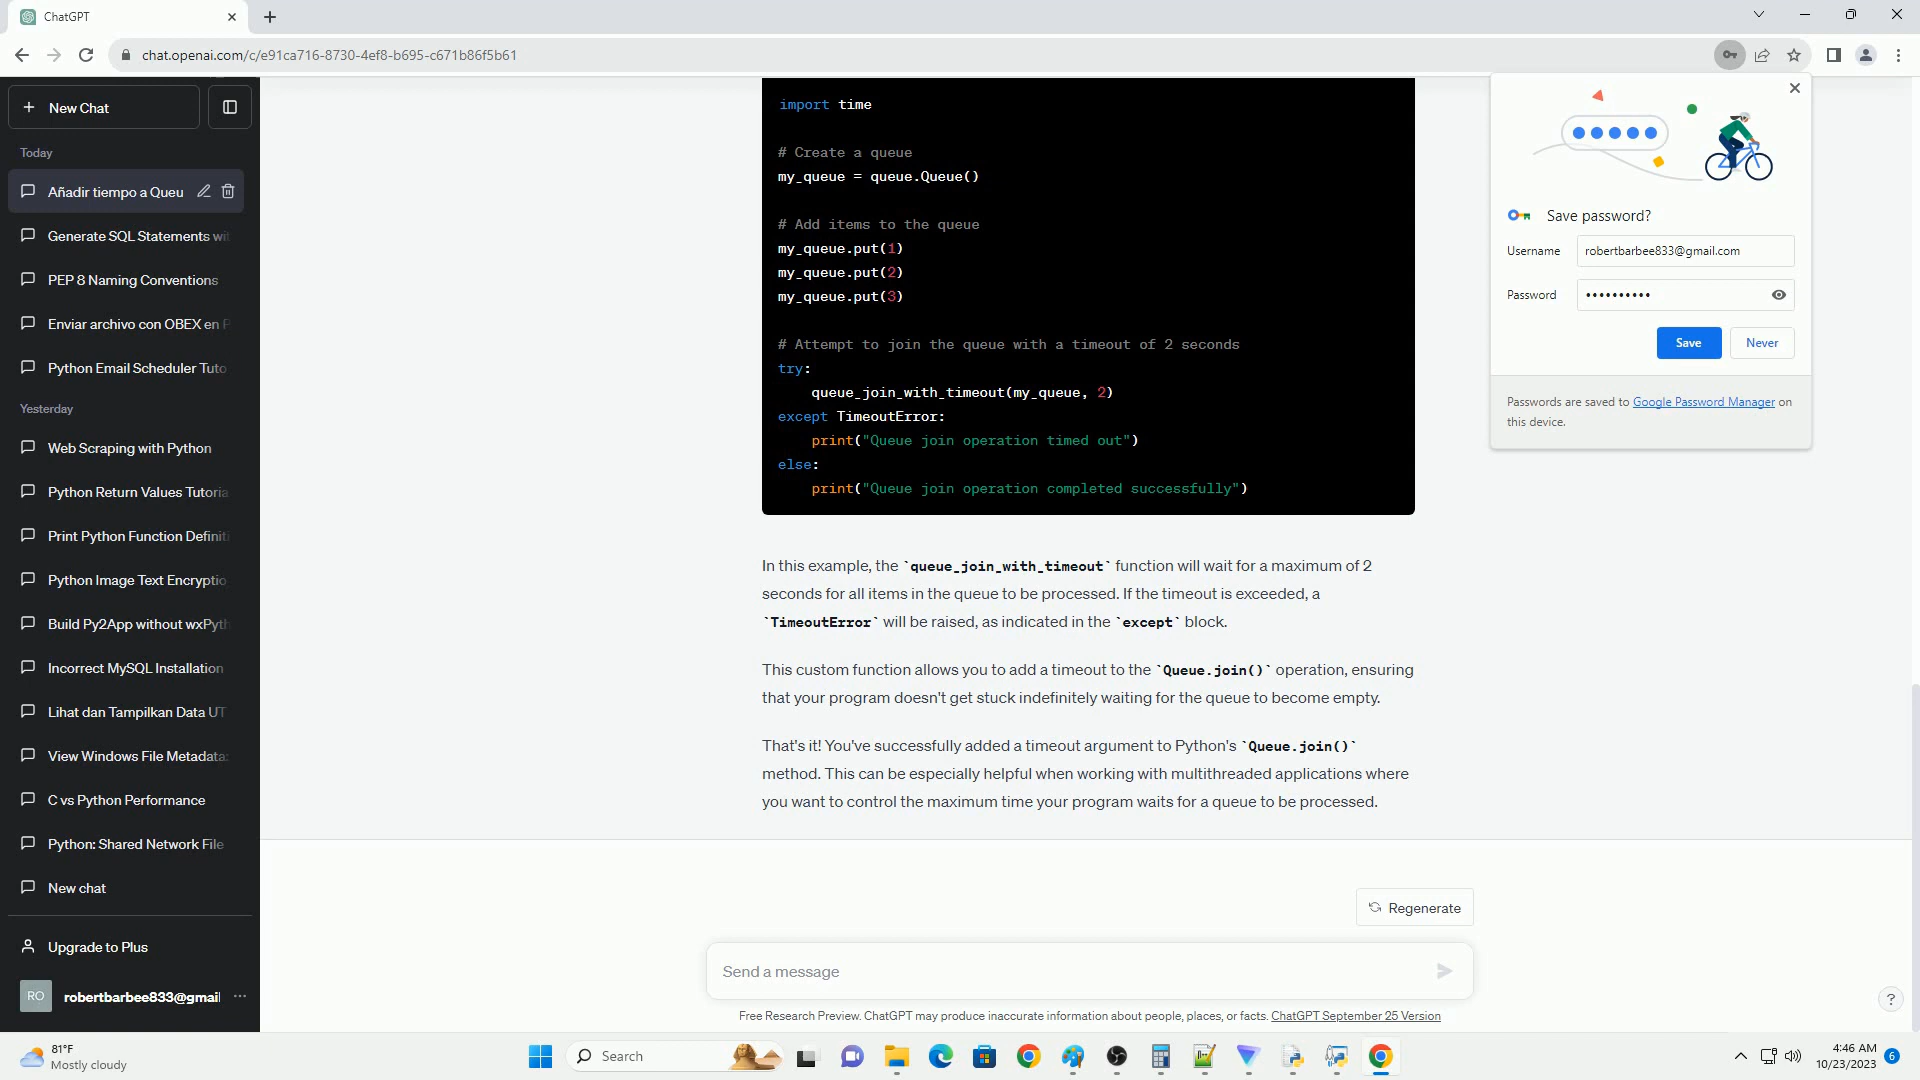 ChatGPT
chat.openai.com/c/e91ca716-8730-4ef8-b695-c671b86f5b61
New Chat
Today
Añadir tiempo a Queu
Generate SQL Statements wit
PEP 8 Naming Conventions
Enviar archivo con OBEX en P
Python Email Scheduler Tuto
Yesterday
Web Scraping with Python
Python Return Values Tutoria
Print Python Function Definiti
Python Image Text Encryptio
Build Py2App without wxPyth
Incorrect MySQL Installation
Lihat dan Tampilkan Data UT
View Windows File Metadata:
C vs Python Performance
Python: Shared Network File
New chat
Upgrade to Plus
RO
robertbarbee833@gmail
import time
# Create a queue
my_queue = queue.Queue()
# Add items to the queue
my_queue.put(1)
my_queue.put(2)
my_queue.put(3)
# Attempt to join the queue with a timeout of 2 seconds
try:
    queue_join_with_timeout(my_queue, 2)
except TimeoutError:
    print("Queue join operation timed out")
else:
    print("Queue join operation completed successfully")
In this example, the `queue_join_with_timeout` function will wait for a maximum of 2
seconds for all items in the queue to be processed. If the timeout is exceeded, a
`TimeoutError` will be raised, as indicated in the `except` block.
This custom function allows you to add a timeout to the `Queue.join()` operation, ensuring
that your program doesn't get stuck indefinitely waiting for the queue to become empty.
That's it! You've successfully added a timeout argument to Python's `Queue.join()`
method. This can be especially helpful when working with multithreaded applications where
you want to control the maximum time your program waits for a queue to be processed.
Regenerate
Send a message
Free Research Preview. ChatGPT may produce inaccurate information about people, places, or facts. ChatGPT September 25 Version
?
Save password?
Username robertbarbee833@gmail.com
Password ••••••••••
Save Never
Passwords are saved to Google Password Manager on
this device.
81°F
Mostly cloudy
Search
4:46 AM
10/23/2023
6